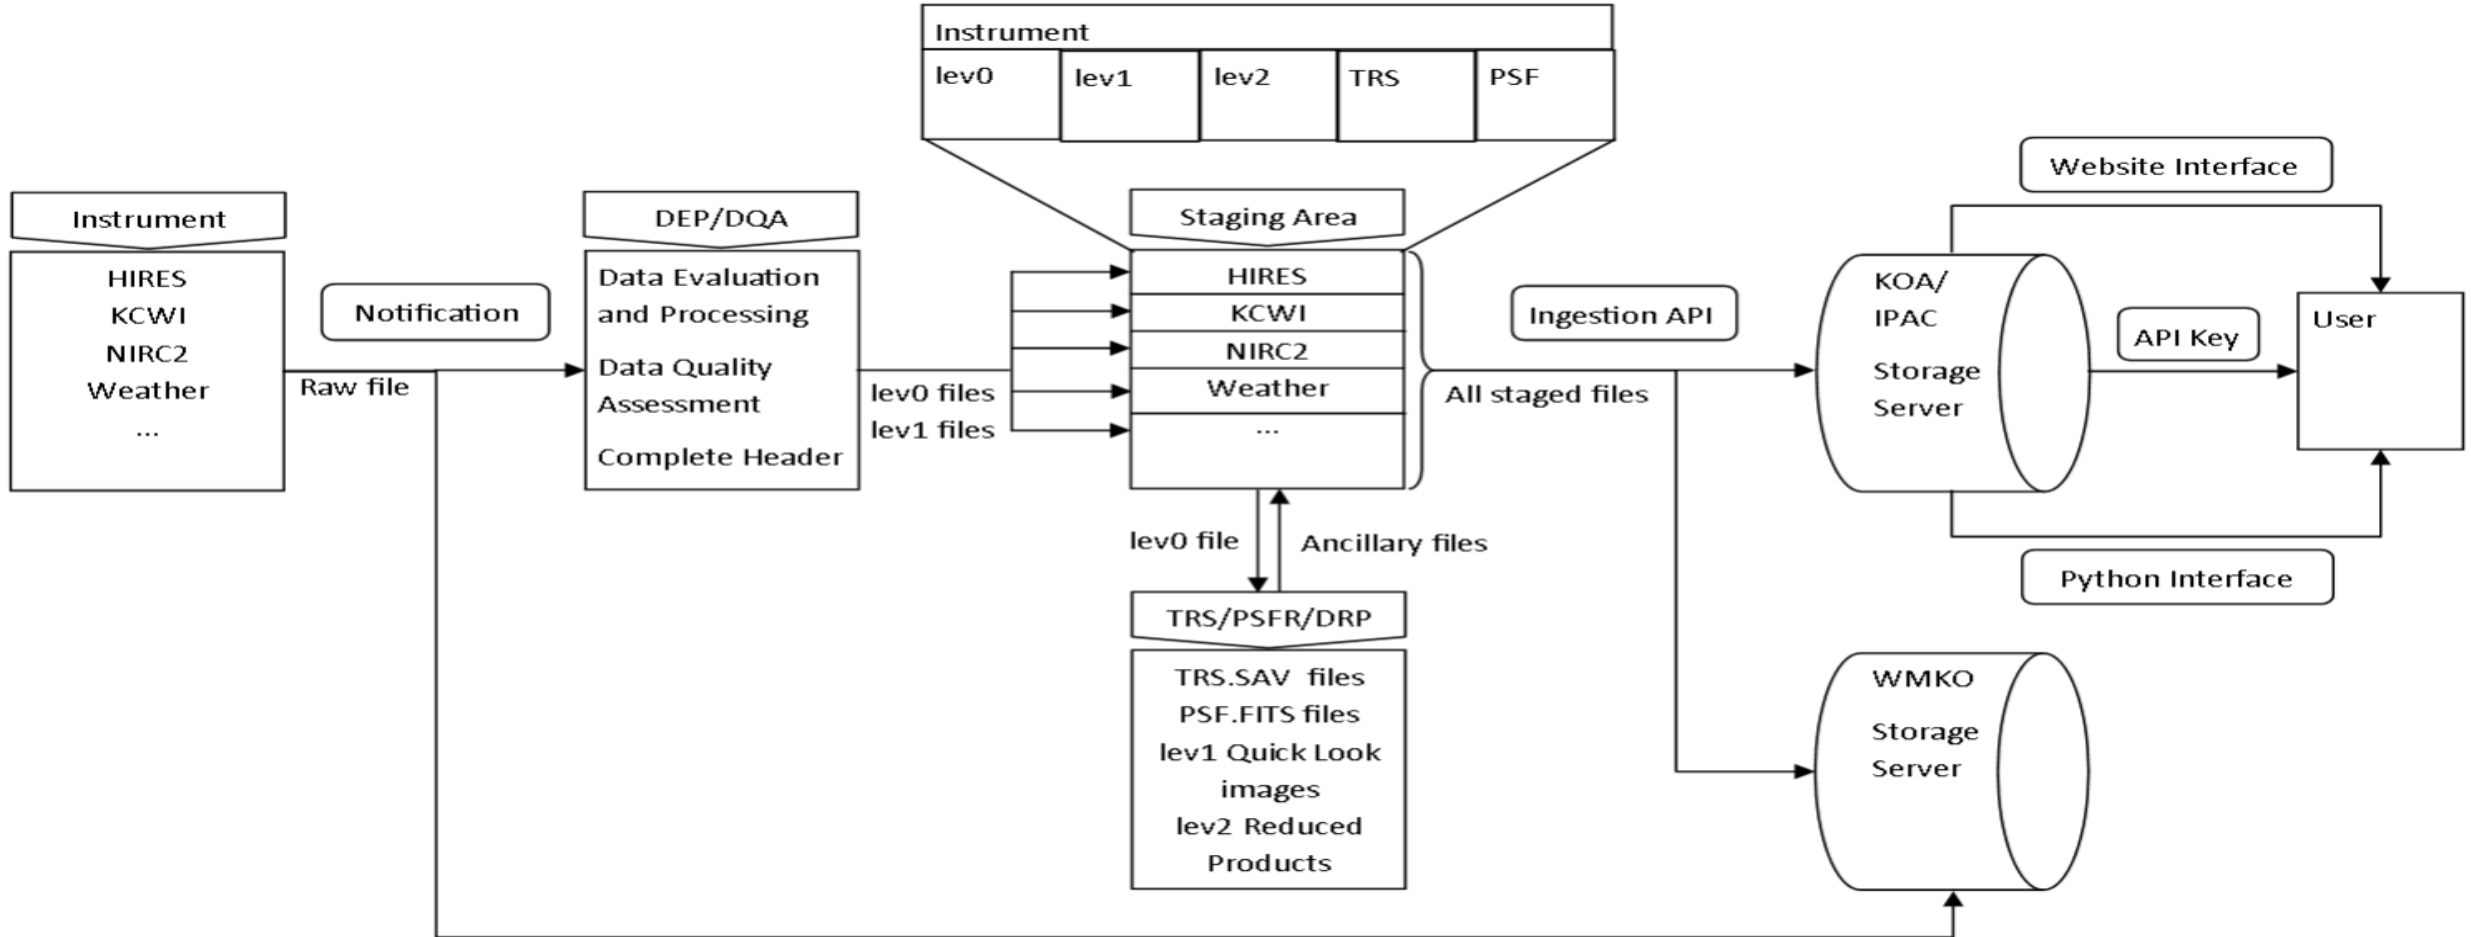 Instrument
lev0
lev1
lev2
TRS
PSF
Instrument
HIRES
KCWI
NIRC2
Weather
...
Notification
Raw file
DEP/DQA
Data Evaluation
and Processing
Data Quality
Assessment
Complete Header
lev0 files
lev1 files
Staging Area
HIRES
KCWI
NIRC2
Weather
...
lev0 file
Ancillary files
TRS/PSFR/DRP
TRS.SAV files
PSF.FITS files
lev1 Quick Look
images
lev2 Reduced
Products
Ingestion API
All staged files
KOA/
IPAC
Storage
Server
Website Interface
API Key
User
Python Interface
WMKO
Storage
Server